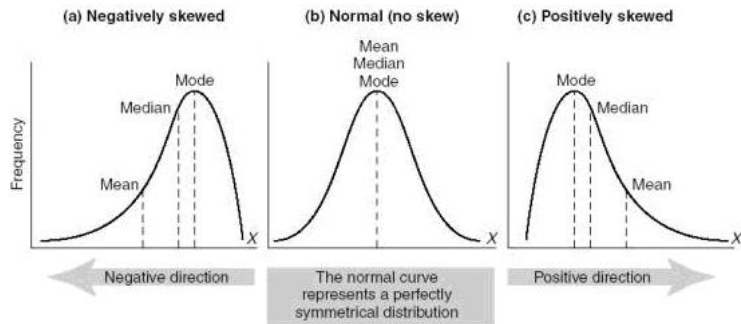 (a) Negatively skewed
(b) Normal (no skew)
(c) Positively skewed
Mean
Median
Mode
Mode
Median
Mean
Frequency
X
Mode
Median
Mean
X
X
Negative direction
The normal curve
represents a perfectly
symmetrical distribution
Positive direction